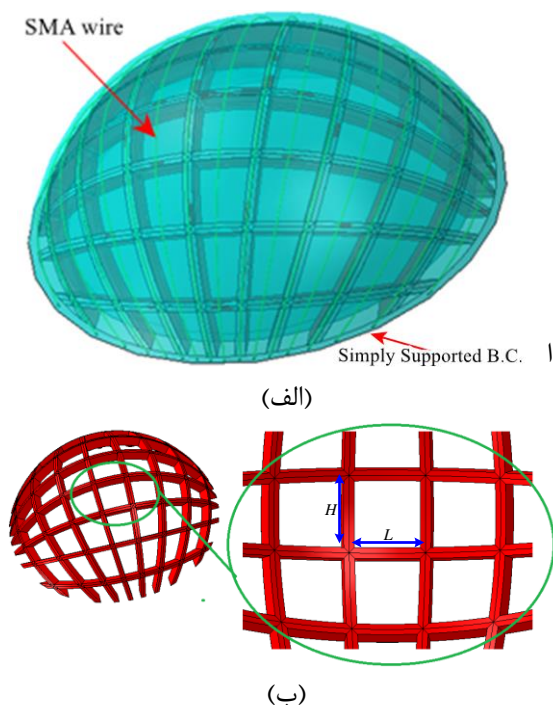 SMA wire
Simply Supported B.C.
ا
(الف)
H
L
(ب)